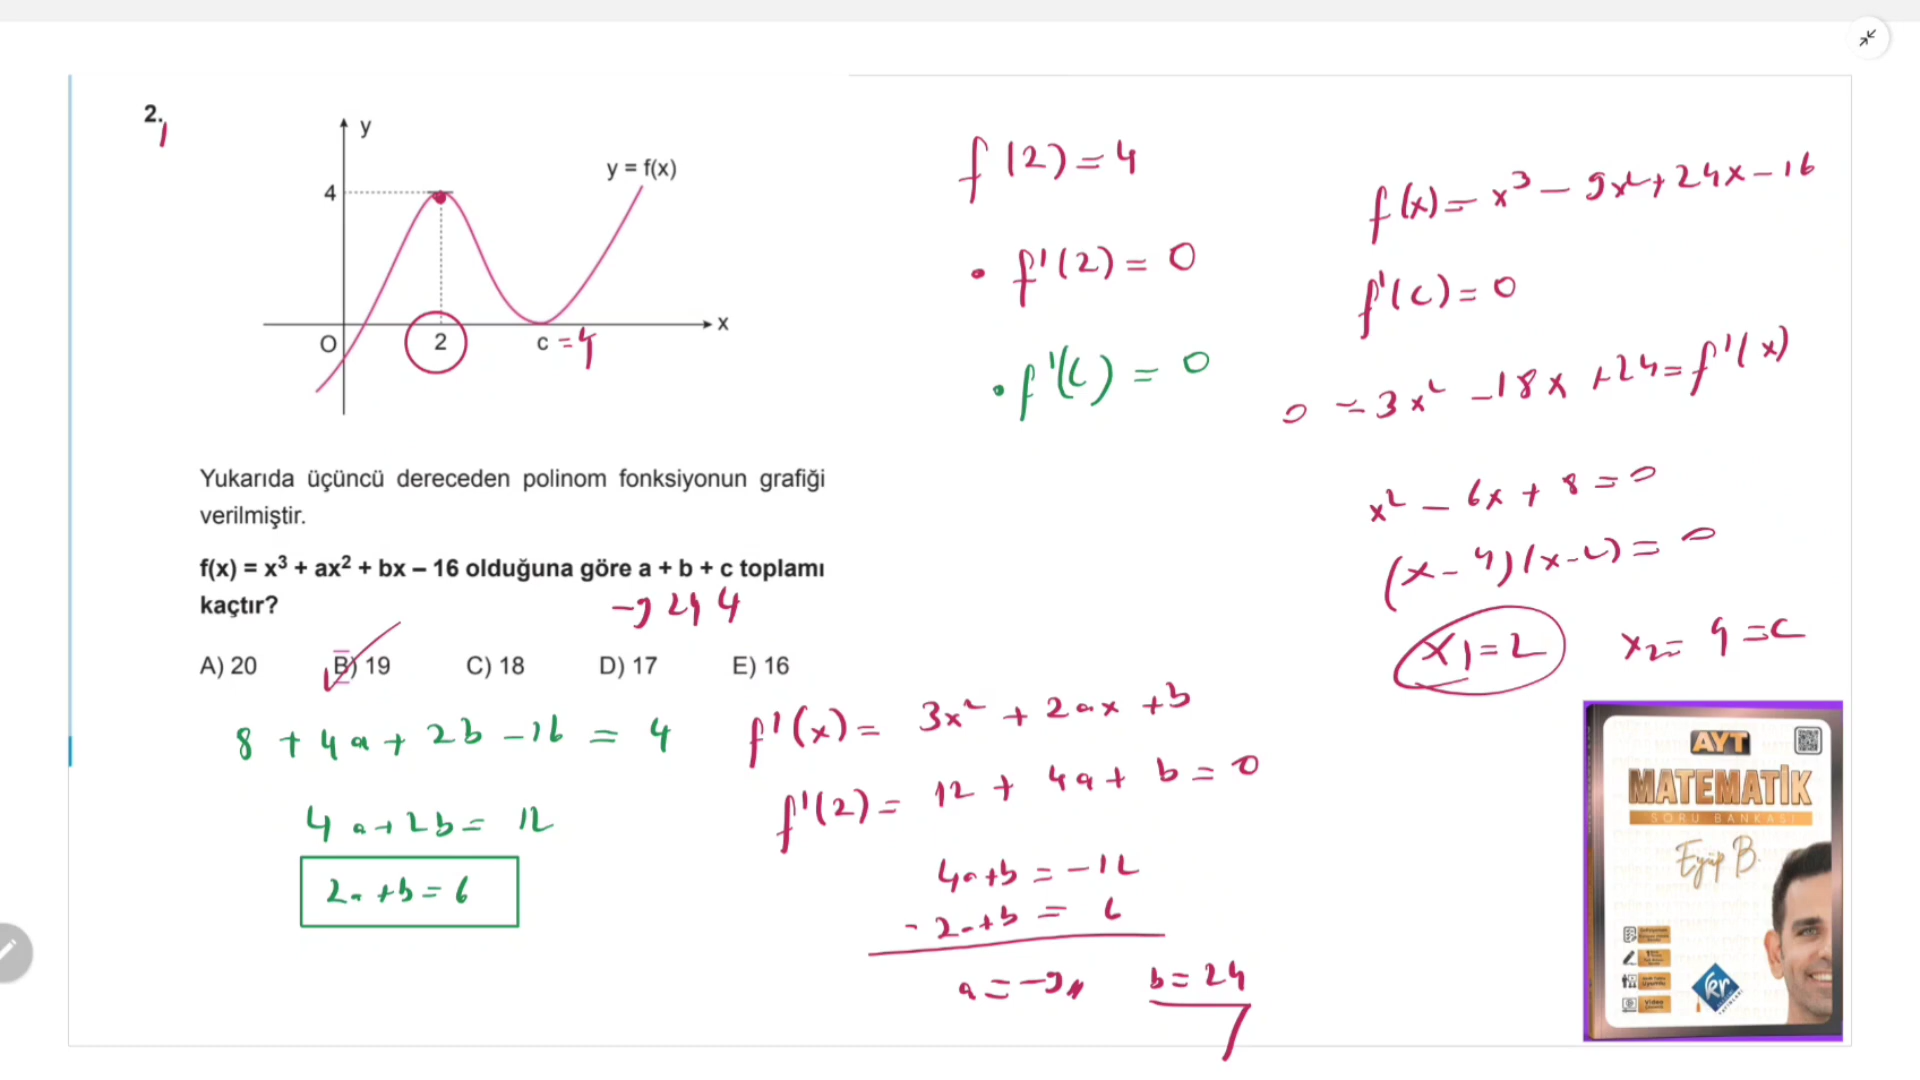 2.
y
y = f(x)
4
O
2
c = 4
x
Yukarıda üçüncü dereceden polinom fonksiyonun grafiği
verilmiştir.
f(x) = x³ + ax² + bx – 16 olduğuna göre a + b + c toplamı
kaçtır?
-9 24 4
A) 20 B) 19 C) 18 D) 17 E) 16
8 + 4a + 2b - 16 = 4
4a + 2b = 12
2a + b = 6
f'(x) = 3x² + 2ax + b
f'(2) = 12 + 4a + b = 0
4a+b = -12
- 2a+b = 6
a = -9 b = 24
f(2) = 4
• f'(2) = 0
• f'(c) = 0
f(x) = x³ - 9x² + 24x - 16
f'(c) = 0
0 = 3x² - 18x + 24 = f'(x)
x² - 6x + 8 = 0
(x-4)(x-2) = 0
x₁ = 2 x₂ = 4 = c
AYT
MATEMATİK
SORU BANKASI
Eyüp B.
kr
Video